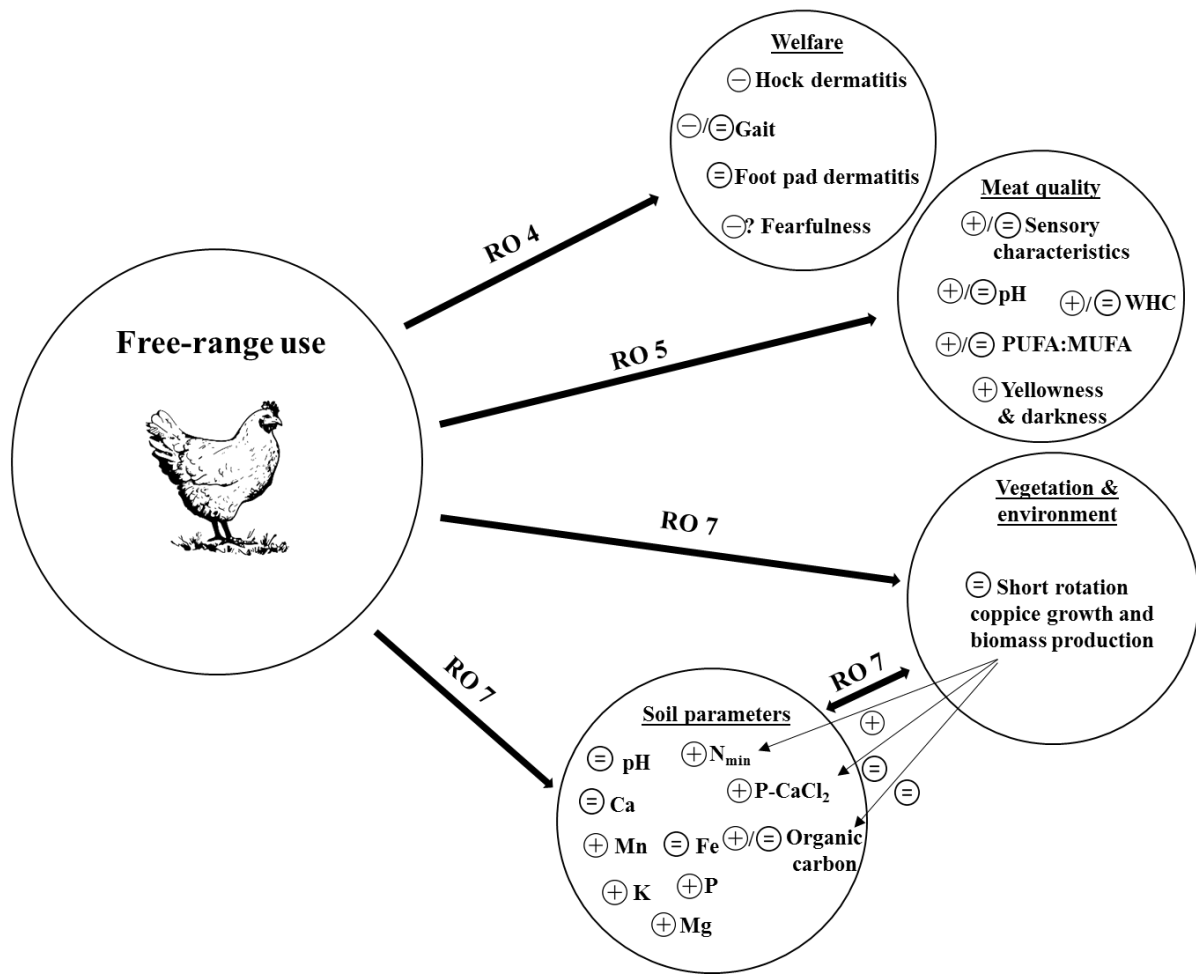 Free-range use
RO 4
RO 5
RO 7
RO 7
RO 7
Welfare
⊖ Hock dermatitis
⊖/⊜ Gait
⊜ Foot pad dermatitis
⊖? Fearfulness
Meat quality
⊕/⊜ Sensory
characteristics
⊕/⊜ pH ⊕/⊜ WHC
⊕/⊜ PUFA:MUFA
⊕ Yellowness
& darkness
Vegetation &
environment
⊜ Short rotation
coppice growth and
biomass production
⊕
⊜
⊜
Soil parameters
⊜ pH ⊕ Nmin
⊜ Ca ⊕ P-CaCl₂
⊕ Mn ⊜ Fe ⊕/⊜ Organic
carbon
⊕ K ⊕ P
⊕ Mg